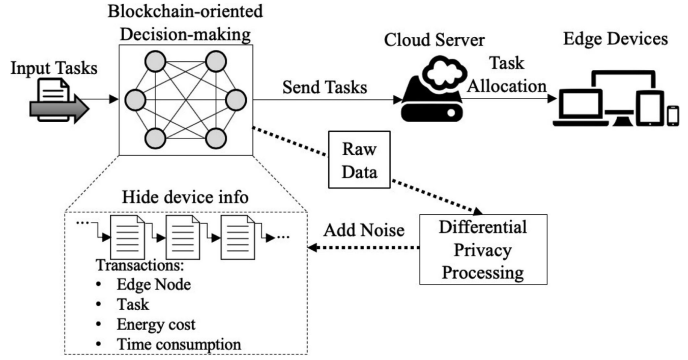 Blockchain-oriented
Decision-making
Input Tasks
Send Tasks
Cloud Server
Task
Allocation
Edge Devices
Raw
Data
Hide device info
Add Noise
Differential
Privacy
Processing
Transactions:
• Edge Node
• Task
• Energy cost
• Time consumption